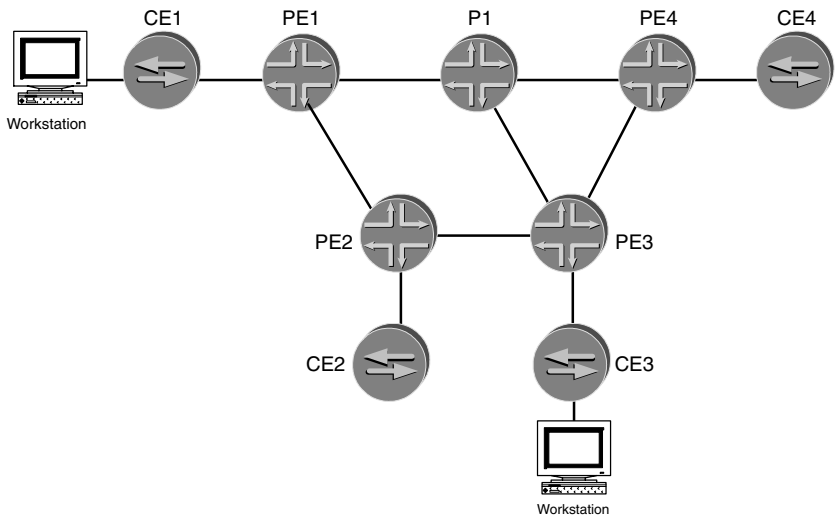 CE1
PE1
P1
PE4
CE4
Workstation
PE2
PE3
CE2
CE3
Workstation